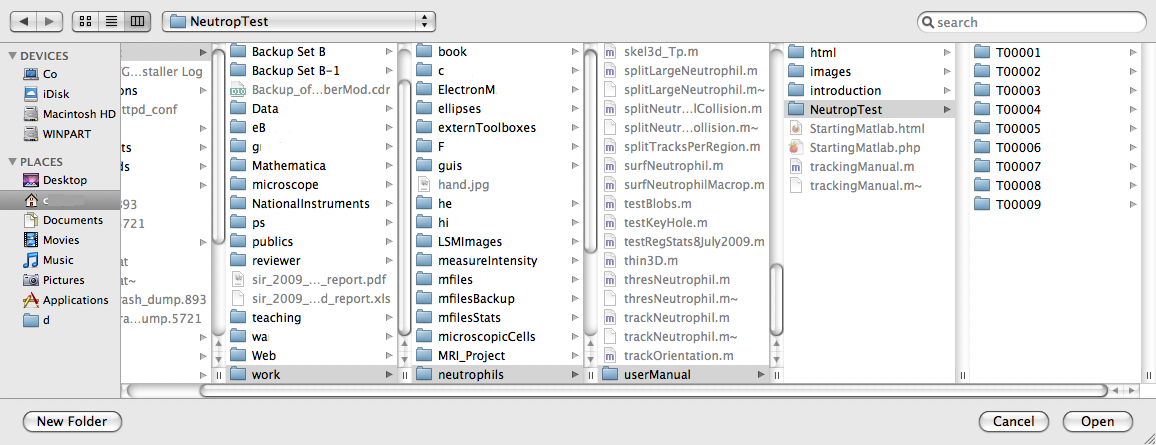 NeutropTest
search
DEVICES
Co
iDisk
Macintosh HD
WINPART
PLACES
Desktop
c
Documents
Movies
Music
Pictures
Applications
d
G...staller Log
ttpd_conf
ts
ds
893
5721
at
at~
ash_dump.893
ra...ump.5721
Backup Set B
Backup Set B-1
Backup_of...berMod.cdr
Data
eB
Mathematica
microscope
NationalInstruments
ps
publics
reviewer
sir_2009_..._report.pdf
sir_2009_...d_report.xls
teaching
wa
Web
work
book
c
ElectronM
ellipses
externToolboxes
F
guis
hand.jpg
he
hi
LSMImages
measureIntensity
mfiles
mfilesBackup
mfilesStats
microscopicCells
MRI_Project
neutrophils
skel3d_Tp.m
splitLargeNeutrophil.m
splitLargeNeutrophil.m~
splitNeutr...lCollision.m
splitNeutr...ollision.m~
splitTracksPerRegion.m
surfNeutrophil.m
surfNeutrophilMacrop.m
testBlobs.m
testKeyHole.m
testRegStats8July2009.m
thin3D.m
thresNeutrophil.m
thresNeutrophil.m~
trackNeutrophil.m
trackNeutrophil.m~
trackOrientation.m
userManual
html
images
introduction
NeutropTest
StartingMatlab.html
StartingMatlab.php
trackingManual.m
trackingManual.m~
T00001
T00002
T00003
T00004
T00005
T00006
T00007
T00008
T00009
New Folder
Cancel
Open